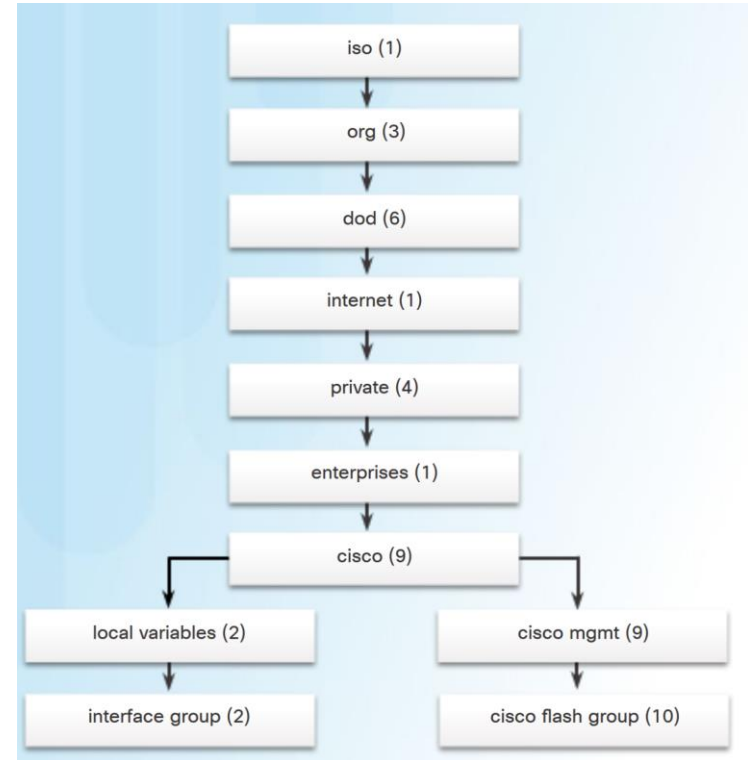 iso (1)
org (3)
dod (6)
internet (1)
private (4)
enterprises (1)
cisco (9)
local variables (2)
cisco mgmt (9)
interface group (2)
cisco flash group (10)